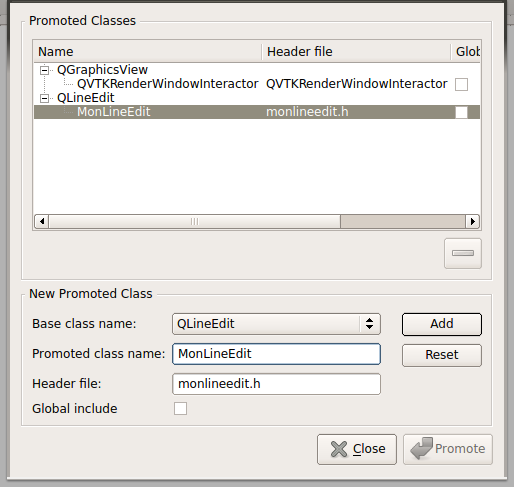 Promoted Classes
Name Header file Glob
QGraphicsView
QVTKRenderWindowInteractor QVTKRenderWindowInteractor
QLineEdit
MonLineEdit monlineedit.h
New Promoted Class
Base class name: QLineEdit Add
Promoted class name: MonLineEdit Reset
Header file: monlineedit.h
Global include
Close Promote